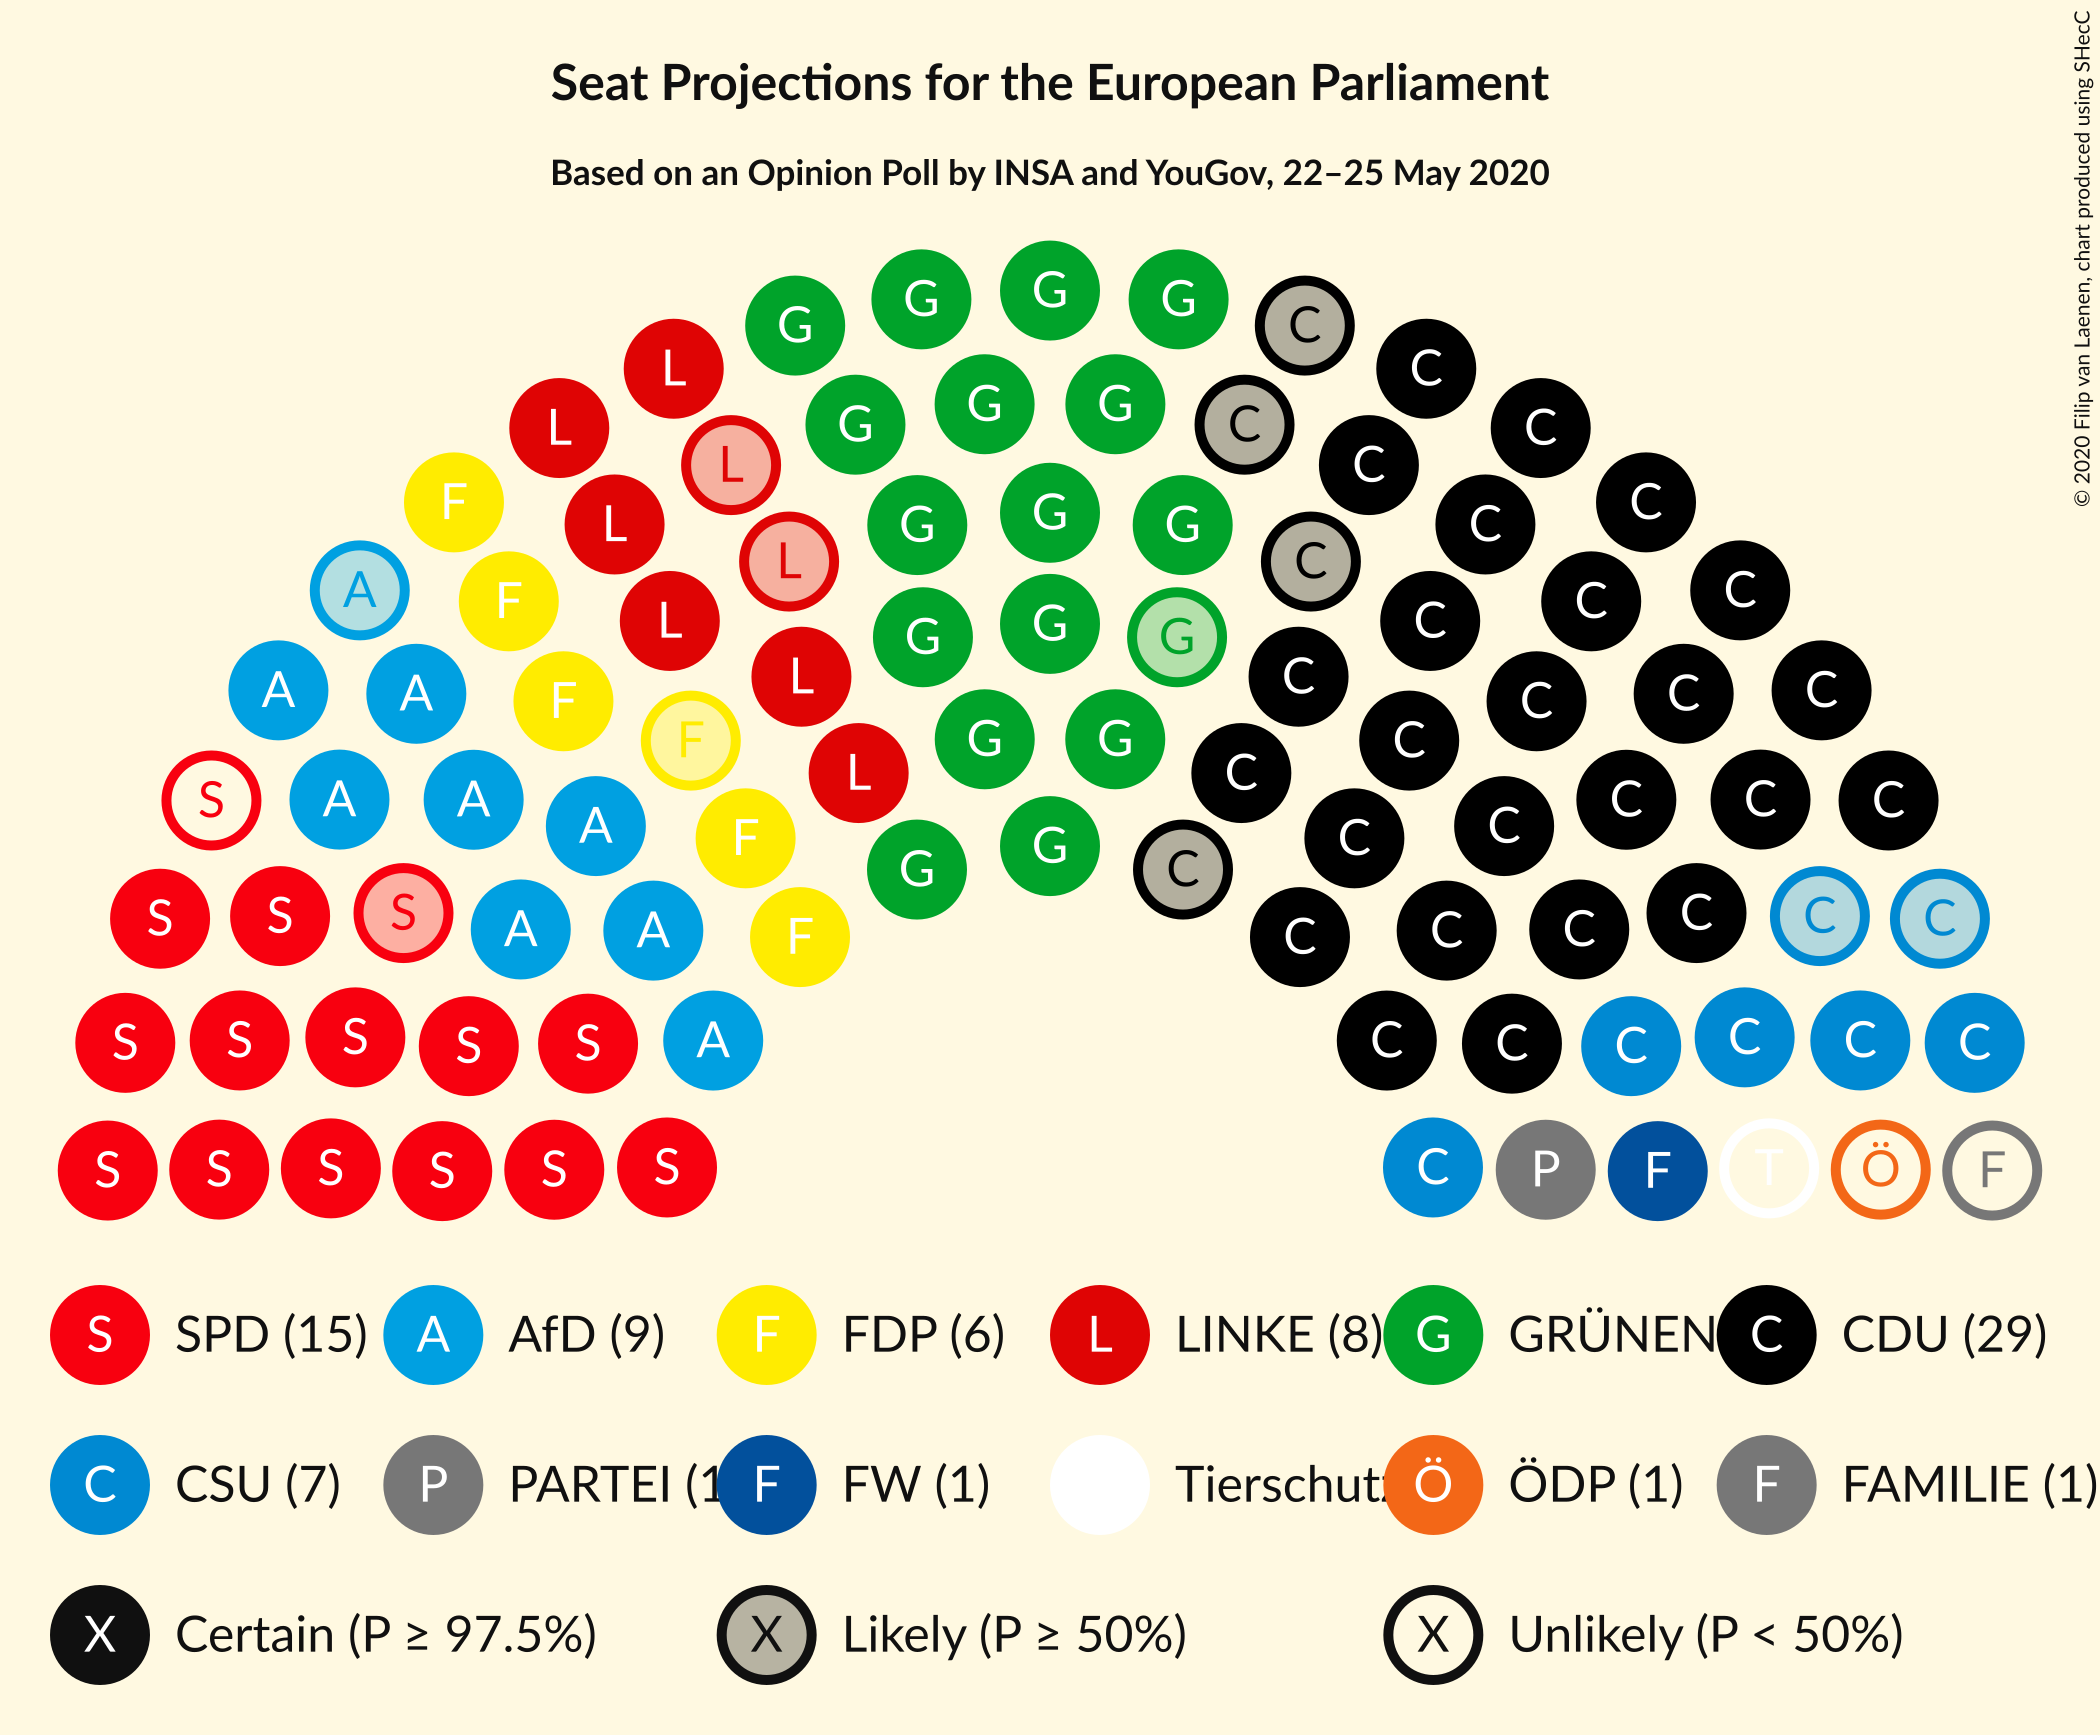 Seat Projections for the European Parliament
Based on an Opinion Poll by INSA and YouGov, 22–25 May 2020
© 2020 Filip van Laenen, chart produced using SHecC
G G G G C
L C
G G G C
L C
L C
F L G G G C C C
A F L L G G G C C C C
A A F F L G C C C C
S A A A F L G G C C C C C C
S S S A A F G G C C C C C C C
S S S S S A C C C C C C
S S S S S S C P F T Ö F
S SPD (15) A AfD (9) F FDP (6) L LINKE (8) G GRÜNEN C CDU (29)
C CSU (7) P PARTEI (1 F FW (1) Tierschutz Ö ÖDP (1) F FAMILIE (1)
X Certain (P ≥ 97.5%) X Likely (P ≥ 50%) X Unlikely (P < 50%)